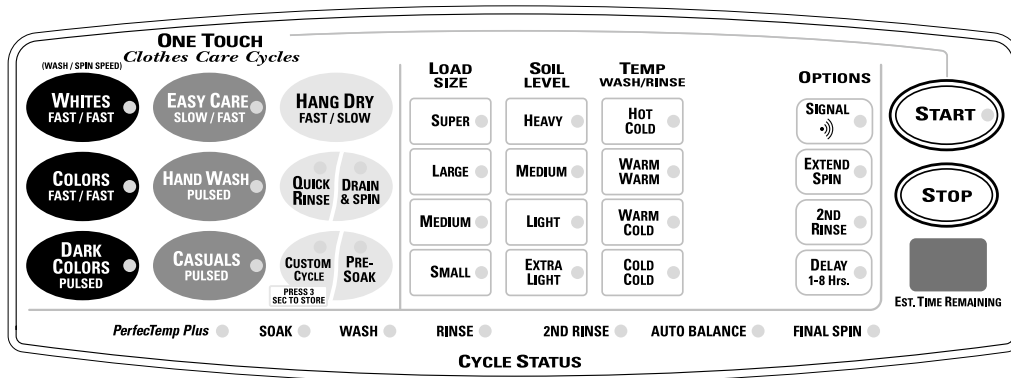 ONE TOUCH
Clothes Care Cycles
(WASH / SPIN SPEED)
WHITES
FAST / FAST
EASY CARE
SLOW / FAST
HANG DRY
FAST / SLOW
COLORS
FAST / FAST
HAND WASH
PULSED
QUICK
RINSE
DRAIN
& SPIN
DARK
COLORS
PULSED
CASUALS
PULSED
CUSTOM
CYCLE
PRESS 3
SEC TO STORE
PRE-
SOAK
LOAD
SIZE
SUPER
LARGE
MEDIUM
SMALL
SOIL
LEVEL
HEAVY
MEDIUM
LIGHT
EXTRA
LIGHT
TEMP
WASH/RINSE
HOT
COLD
WARM
WARM
WARM
COLD
COLD
COLD
OPTIONS
SIGNAL
EXTEND
SPIN
2ND
RINSE
DELAY
1-8 Hrs.
START
STOP
EST. TIME REMAINING
PerfecTemp Plus SOAK WASH RINSE 2ND RINSE AUTO BALANCE FINAL SPIN
CYCLE STATUS